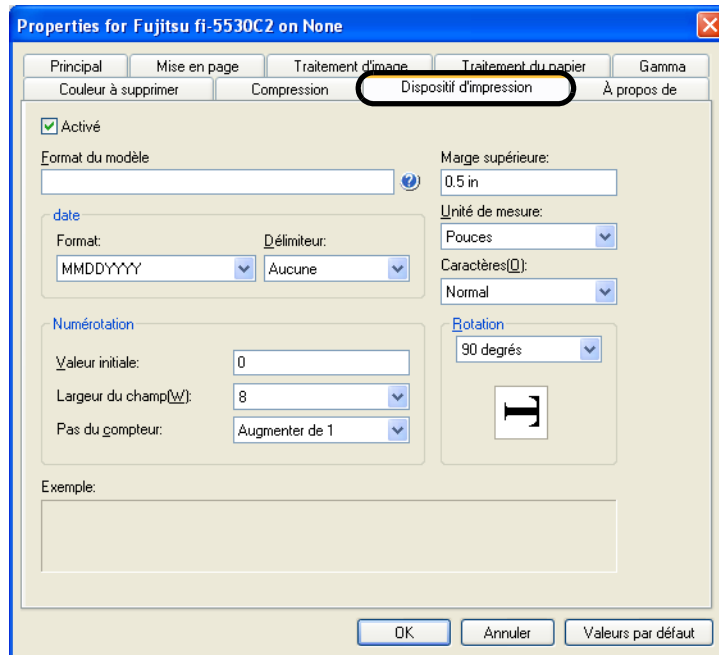 Properties for Fujitsu fi-5530C2 on None
Principal Mise en page Traitement d'image Traitement du papier Gamma
Couleur à supprimer Compression Dispositif d'impression À propos de
Activé
Format du modèle
Marge supérieure:
0.5 in
date
Format: Délimiteur:
MMDDYYYY Aucune
Unité de mesure:
Pouces
Caractères(O):
Normal
Numérotation
Valeur initiale: 0
Largeur du champ(W): 8
Pas du compteur: Augmenter de 1
Rotation
90 degrés
T
Exemple:
OK Annuler Valeurs par défaut